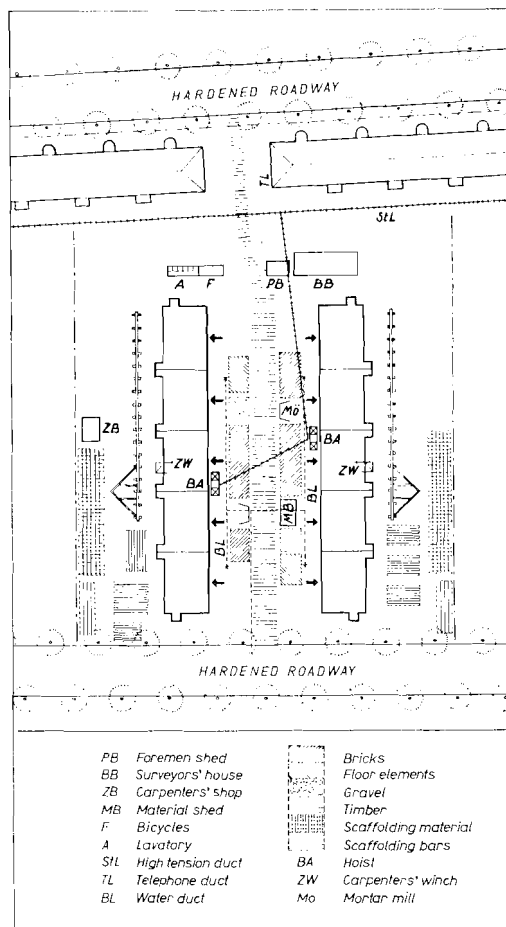 HARDENED ROADWAY
TL
StL
A F PB BB
ZB
Mö
BA
ZW
ZW
BA
BL
MB
BL
HARDENED ROADWAY
PB Foremen shed
BB Surveyors' house
ZB Carpenters' shop
MB Material shed
F Bicycles
A Lavatory
StL High tension duct
TL Telephone duct
BL Water duct
Bricks
Floor elements
Gravel
Timber
Scaffolding material
Scaffolding bars
BA Hoist
ZW Carpenters' winch
Mö Mortar mill